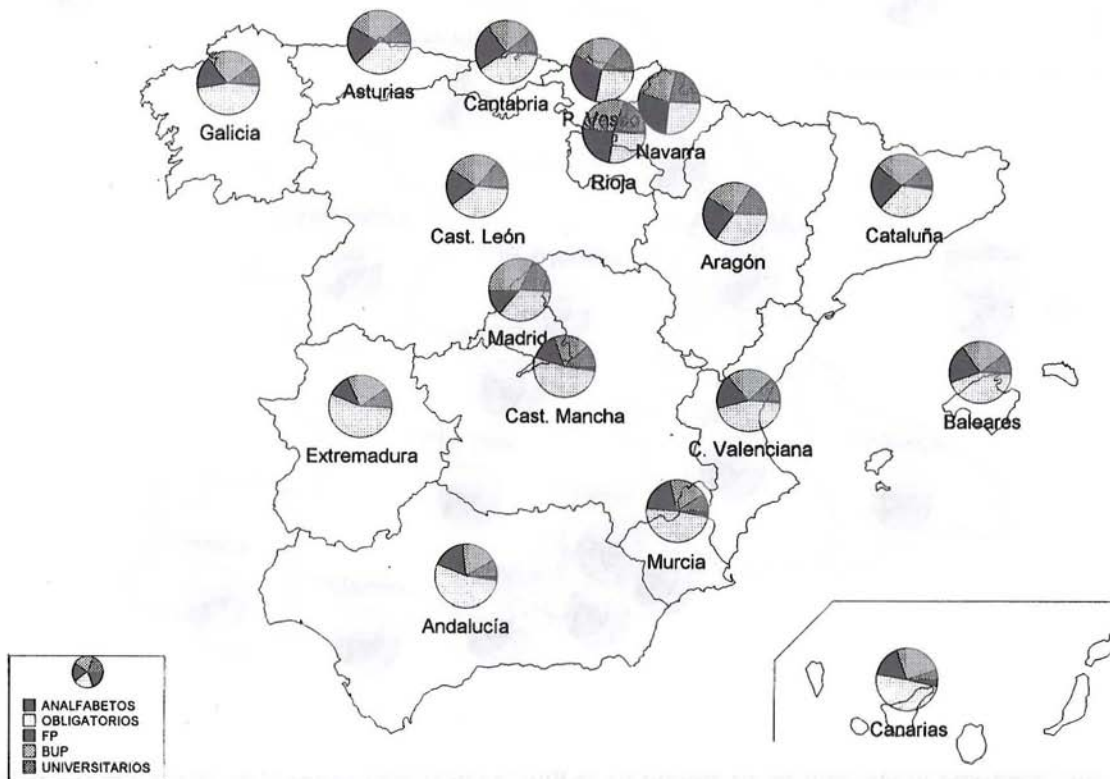 Asturias
Cantabria
Galicia
P. Vasco
Navarra
Rioja
Cast. León
Aragón
Cataluña
Madrid
Cast. Mancha
Baleares
Extremadura
C. Valenciana
Murcia
Andalucía
Canarias
ANALFABETOS
OBLIGATORIOS
FP
BUP
UNIVERSITARIOS